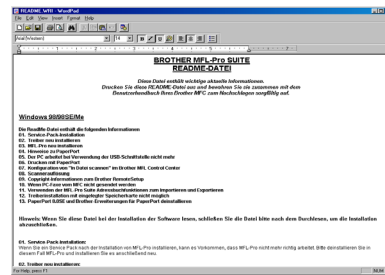 README.WRI - WordPad
File Edit View Insert Format Help
Arial (Western) 14
BROTHER MFL-Pro SUITE
README-DATEI
Diese Datei enthält wichtige aktuelle Informationen.
Drucken Sie diese README-Datei aus und bewahren Sie sie zusammen mit dem
Benutzerhandbuch Ihres Brother MFC zum Nachschlagen sorgfältig auf.
Windows 98/98SE/Me
Die ReadMe-Datei enthält die folgenden Informationen
01. Service-Pack-Installation
02. Treiber neu installieren
03. MFL-Pro neu installieren
04. Hinweise zu PaperPort
05. Der PC arbeitet bei Verwendung der USB-Schnittstelle nicht mehr
06. Drucken mit PaperPort
07. Konfiguration von "In Datei scannen" im Brother MFL Control Center
08. Scannerauflösung
09. Copyright-Informationen zum Brother RemoteSetup
10. Wenn PC-Faxe vom MFC nicht gesendet werden
11. Verwenden der MFL Pro Suite Adressbuchfunktionen zum Importieren und Exportieren
12. Treiberinstallation mit eingelegter Speicherkarte nicht möglich
13. PaperPort 8.0SE und Brother-Erweiterungen für PaperPort deinstallieren
Hinweis: Wenn Sie diese Datei bei der Installation der Software lesen, schließen Sie die Datei bitte nach dem Durchlesen, um die Installation
abzuschließen.
01. Service Pack-Installation:
Wenn Sie ein Service Pack nach der Installation von MFL-Pro installieren, kann es vorkommen, dass MFL-Pro nicht mehr richtig arbeitet. Bitte deinstallieren Sie in
diesem Fall MFL-Pro und installieren Sie es anschließend neu.
02. Treiber neu installieren:
For Help, press F1